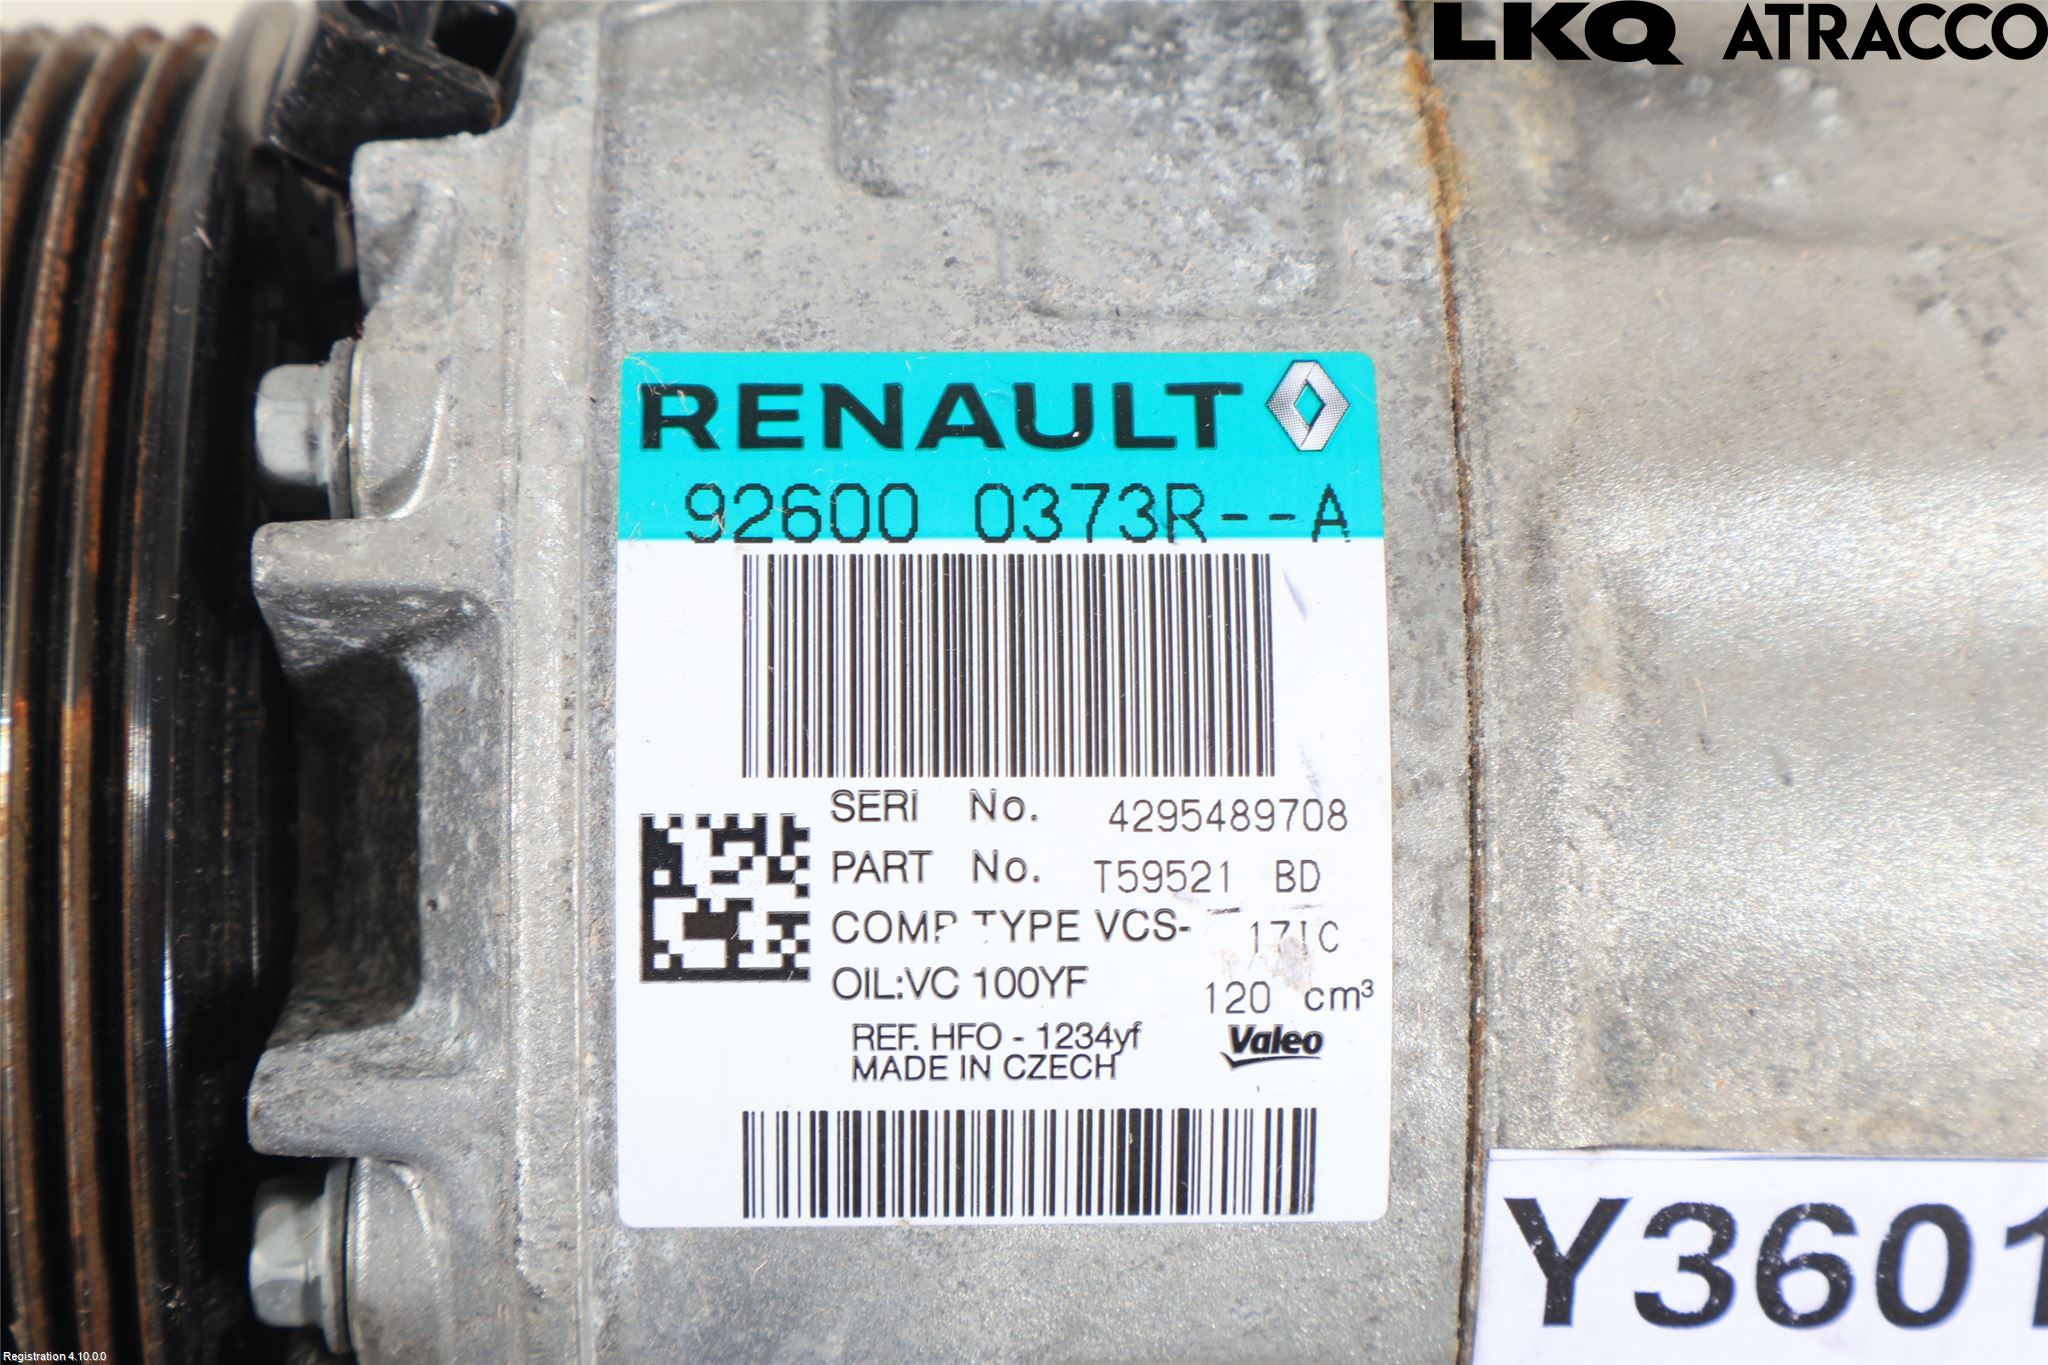 LKQ ATRACCO
RENAULT
92600 0373R--A
SERI No. 4295489708
PART No. T59521 BD
COMP TYPE VCS- 17IC
OIL:VC 100YF 120 cm³
REF. HFO - 1234yf
MADE IN CZECH
Valeo
Y3601
Registration 4.10.0.0